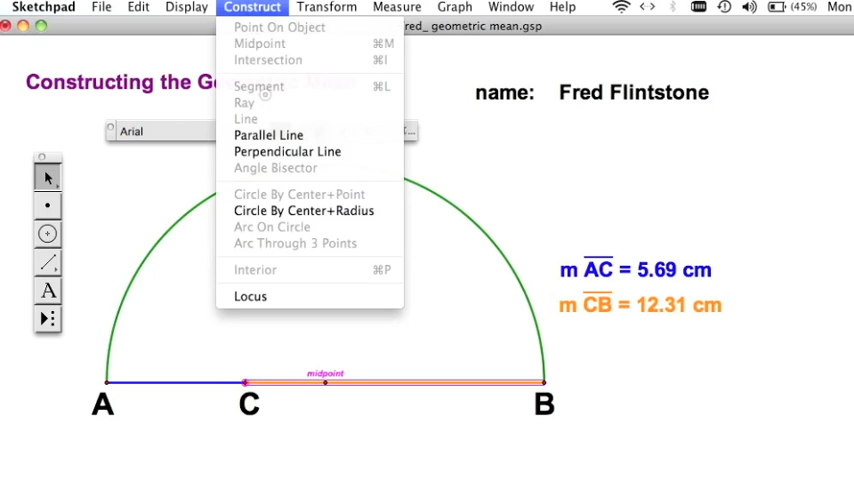 Sketchpad File Edit Display Construct Transform Measure Graph Window Help (45%) Mon
red_ geometric mean.gsp
Point On Object
Midpoint ⌘M
Intersection ⌘I
Constructing the Ge
Segment ⌘L
name: Fred Flintstone
Ray
Line
Arial
Parallel Line
Perpendicular Line
Angle Bisector
Circle By Center+Point
Circle By Center+Radius
Arc On Circle
Arc Through 3 Points
Interior ⌘P
Locus
A
m AC = 5.69 cm
m CB = 12.31 cm
midpoint
A C B